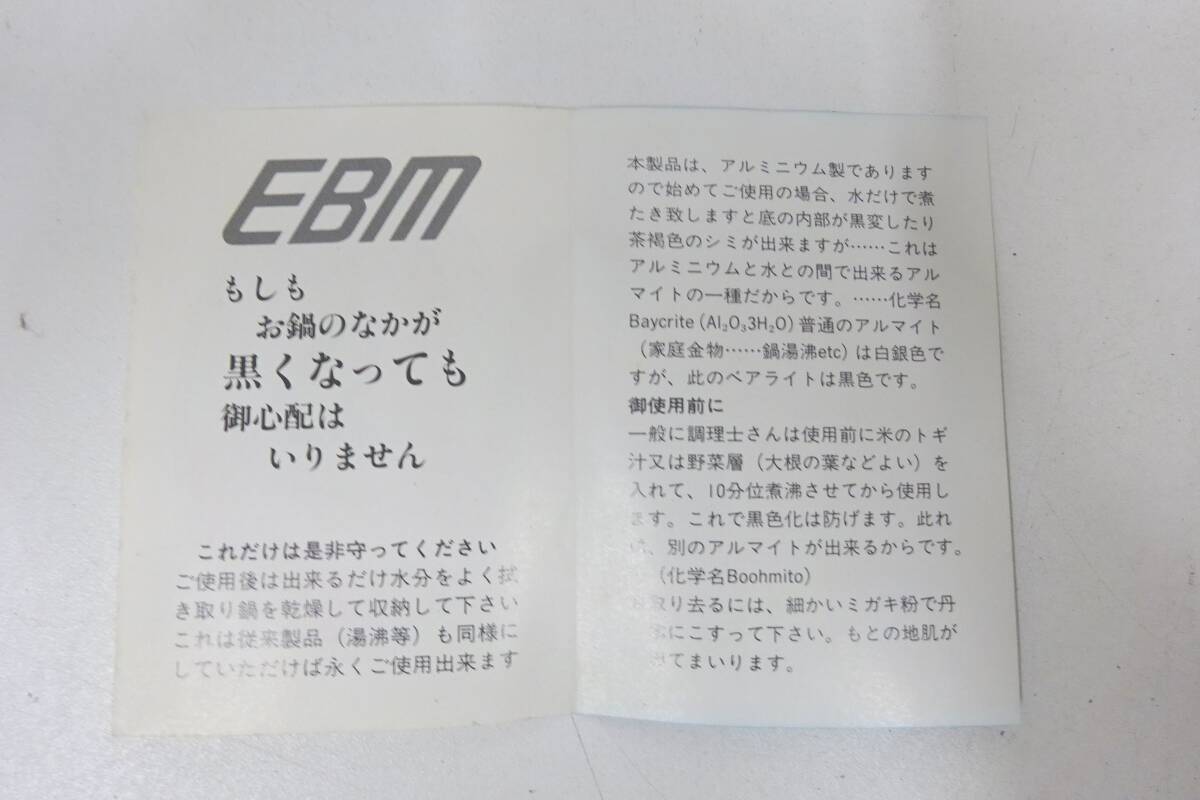 EBM
もしも
お鍋のなかが
黒くなっても
御心配は
いりません
これだけは是非守ってください
ご使用後は出来るだけ水分をよく拭
き取り鍋を乾燥して収納して下さい
これは従来製品（湯沸等）も同様に
していただけば永くご使用出来ます
本製品は、アルミニウム製であります
ので始めてご使用の場合、水だけで煮
たき致しますと底の内部が黒変したり
茶褐色のシミが出来ますが……これは
アルミニウムと水との間で出来るアル
マイトの一種だからです。……化学名
Baycrite（Al₂O₃3H₂O）普通のアルマイト
（家庭金物……鍋湯沸etc）は白銀色で
すが、此のベアライトは黒色です。
御使用前に
一般に調理士さんは使用前に米のトギ
汁又は野菜層（大根の葉などよい）を
入れて、10分位煮沸させてから使用し
ます。これで黒色化は防げます。此れ
は、別のアルマイトが出来るからです。
（化学名Boohmito）
取り去るには、細かいミガキ粉で丹
にこすって下さい。もとの地肌が
てまいります。